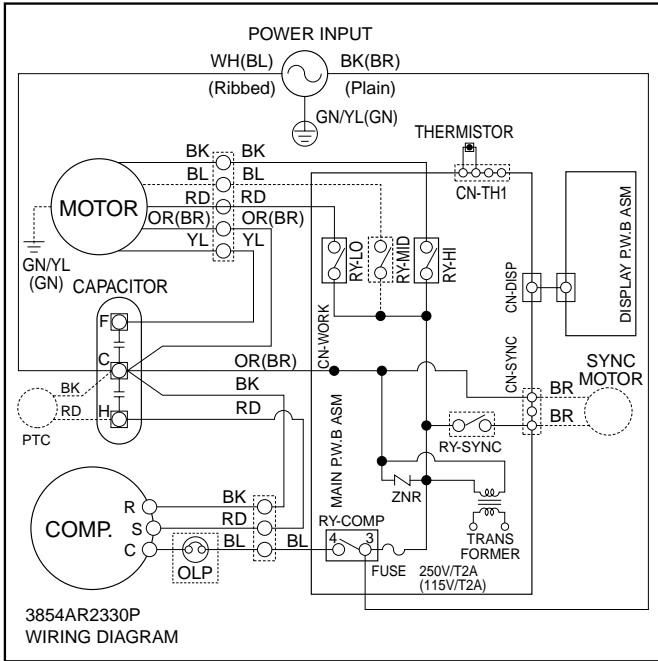 POWER INPUT
WH(BL)
BK(BR)
(Ribbed)
(Plain)
GN/YL(GN)
THERMISTOR
CN-TH1
BK
BK
BL
BL
RD
RD
OR(BR)
OR(BR)
YL
YL
MOTOR
GN/YL
(GN)
CAPACITOR
RY-LO
RY-MID
RY-HI
CN-DISP
DISPLAY P.W.B ASM
F
C
H
CN-WORK
OR(BR)
BK
RD
CN-SYNC
SYNC
MOTOR
BR
BR
BK
RD
PTC
MAIN P.W.B ASM
RY-SYNC
ZNR
TRANS
FORMER
COMP.
R
S
C
BK
RD
BL
BL
OLP
RY-COMP
4
3
FUSE
250V/T2A
(115V/T2A)
3854AR2330P
WIRING DIAGRAM